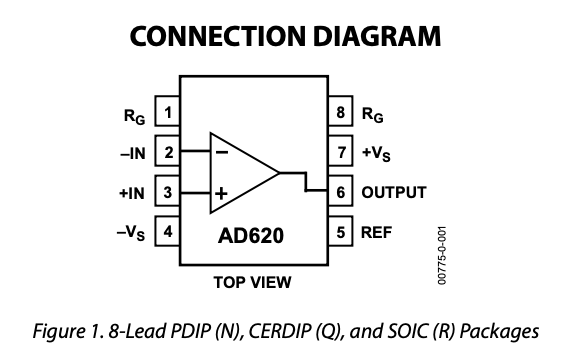 CONNECTION DIAGRAM
RG 1 8 RG
–IN 2 – 7 +VS
+IN 3 + 6 OUTPUT
–VS 4 AD620 5 REF
TOP VIEW
00775-0-001
Figure 1. 8-Lead PDIP (N), CERDIP (Q), and SOIC (R) Packages